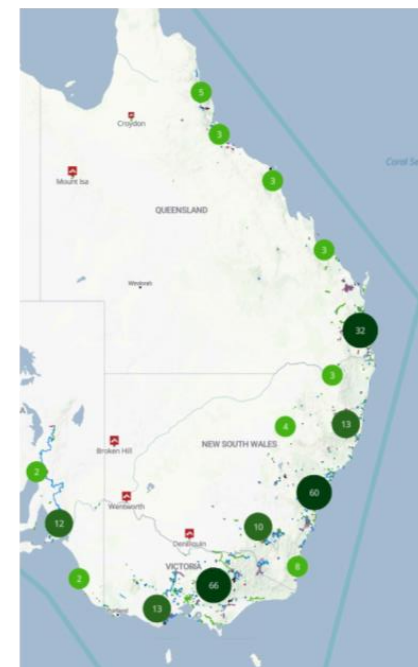 5
Croydon
3
Mount Isa
3
Coral Se
QUEENSLAND
3
Windorah
32
3
4
13
NEW SOUTH WALES
Broken Hill
2
60
Wentworth
12
10
Deniliquin
VICTORIA
8
2
66
13
Portland